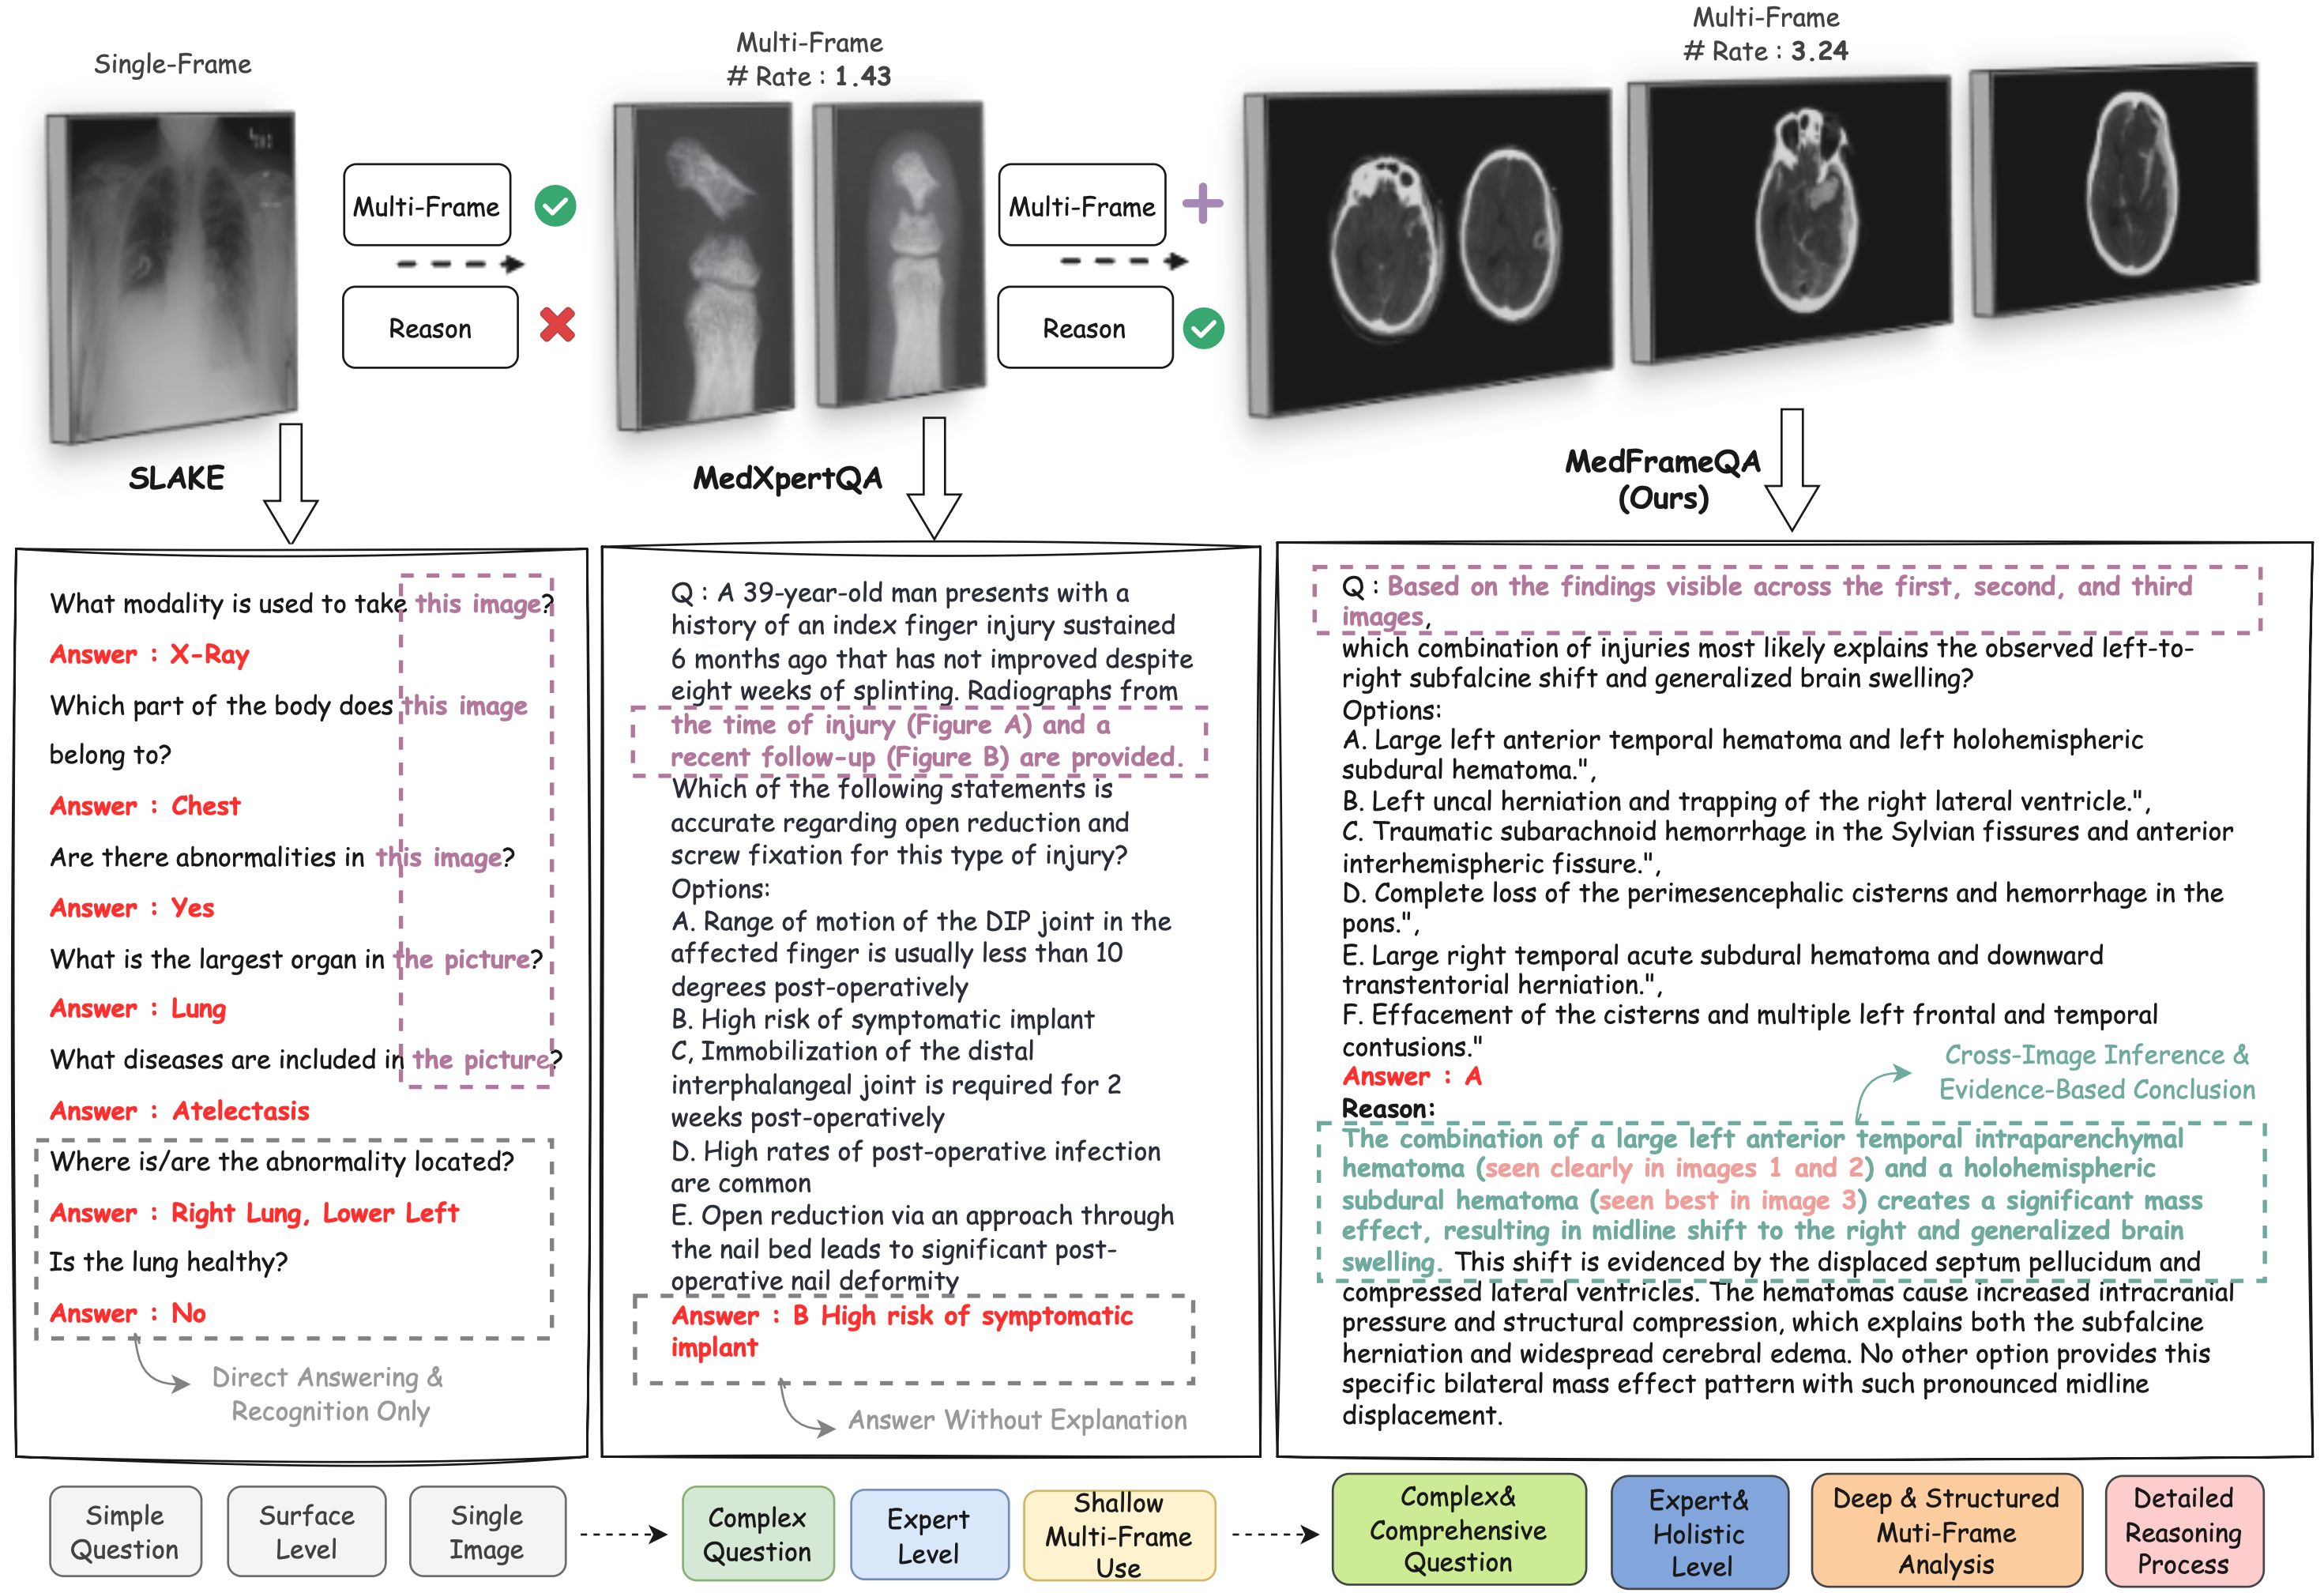 Single-Frame
Multi-Frame
# Rate : 1.43
Multi-Frame
# Rate : 3.24
Multi-Frame
Reason
Multi-Frame
Reason
SLAKE
MedXpertQA
MedFrameQA
(Ours)
What modality is used to take this image?
Answer : X-Ray
Which part of the body does this image
belong to?
Answer : Chest
Are there abnormalities in this image?
Answer : Yes
What is the largest organ in the picture?
Answer : Lung
What diseases are included in the picture?
Answer : Atelectasis
Where is/are the abnormality located?
Answer : Right Lung, Lower Left
Is the lung healthy?
Answer : No
Direct Answering &
Recognition Only
Q : A 39-year-old man presents with a
history of an index finger injury sustained
6 months ago that has not improved despite
eight weeks of splinting. Radiographs from
the time of injury (Figure A) and a
recent follow-up (Figure B) are provided.
Which of the following statements is
accurate regarding open reduction and
screw fixation for this type of injury?
Options:
A. Range of motion of the DIP joint in the
affected finger is usually less than 10
degrees post-operatively
B. High risk of symptomatic implant
C, Immobilization of the distal
interphalangeal joint is required for 2
weeks post-operatively
D. High rates of post-operative infection
are common
E. Open reduction via an approach through
the nail bed leads to significant post-
operative nail deformity
Answer : B High risk of symptomatic
implant
Answer Without Explanation
Q : Based on the findings visible across the first, second, and third
images,
which combination of injuries most likely explains the observed left-to-
right subfalcine shift and generalized brain swelling?
Options:
A. Large left anterior temporal hematoma and left holohemispheric
subdural hematoma.",
B. Left uncal herniation and trapping of the right lateral ventricle.",
C. Traumatic subarachnoid hemorrhage in the Sylvian fissures and anterior
interhemispheric fissure.",
D. Complete loss of the perimesencephalic cisterns and hemorrhage in the
pons.",
E. Large right temporal acute subdural hematoma and downward
transtentorial herniation.",
F. Effacement of the cisterns and multiple left frontal and temporal
contusions."
Answer : A
Cross-Image Inference &
Evidence-Based Conclusion
Reason:
The combination of a large left anterior temporal intraparenchymal
hematoma (seen clearly in images 1 and 2) and a holohemispheric
subdural hematoma (seen best in image 3) creates a significant mass
effect, resulting in midline shift to the right and generalized brain
swelling. This shift is evidenced by the displaced septum pellucidum and
compressed lateral ventricles. The hematomas cause increased intracranial
pressure and structural compression, which explains both the subfalcine
herniation and widespread cerebral edema. No other option provides this
specific bilateral mass effect pattern with such pronounced midline
displacement.
Simple
Question
Surface
Level
Single
Image
Complex
Question
Expert
Level
Shallow
Multi-Frame
Use
Complex&
Comprehensive
Question
Expert&
Holistic
Level
Deep & Structured
Muti-Frame
Analysis
Detailed
Reasoning
Process